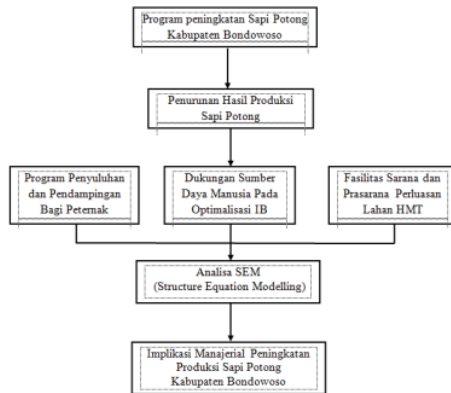 Program peningkatan Sapi Potong
Kabupaten Bondowoso
Penurunan Hasil Produksi
Sapi Potong
Program Penyuluhan
dan Pendampingan
Bagi Peternak
Dukungan Sumber
Daya Manusia Pada
Optimalisasi IB
Fasilitas Sarana dan
Prasarana Perluasan
Lahan HMT
Analisa SEM
(Structure Equation Modelling)
Implikasi Manajerial Peningkatan
Produksi Sapi Potong
Kabupaten Bondowoso